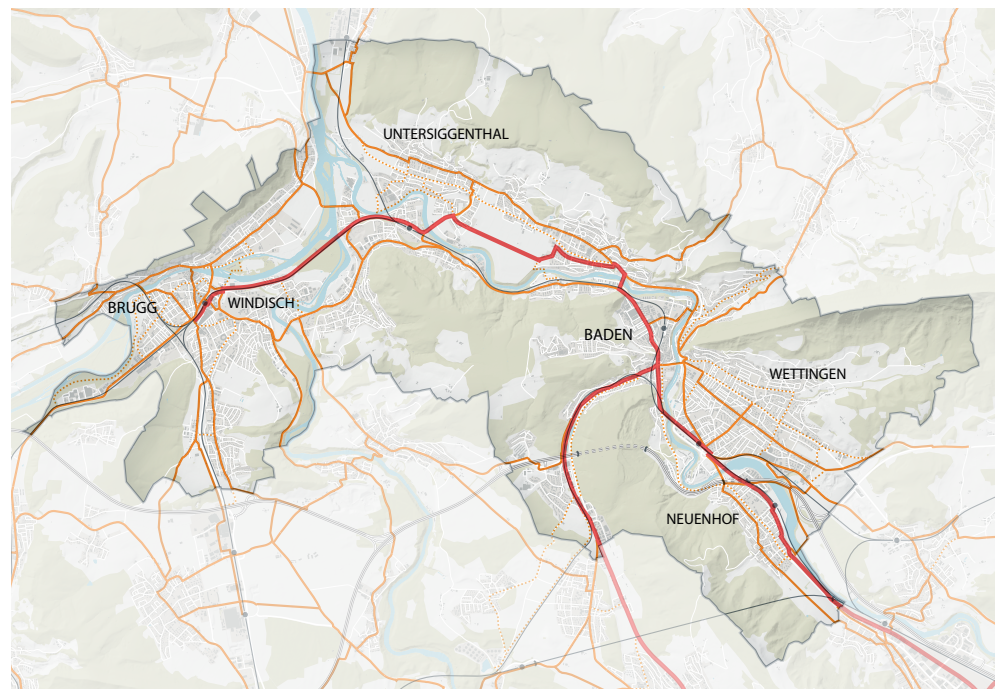 UNTERSIGGENTHAL
BRUGG
WINDISCH
BADEN
WETTINGEN
NEUENHOF